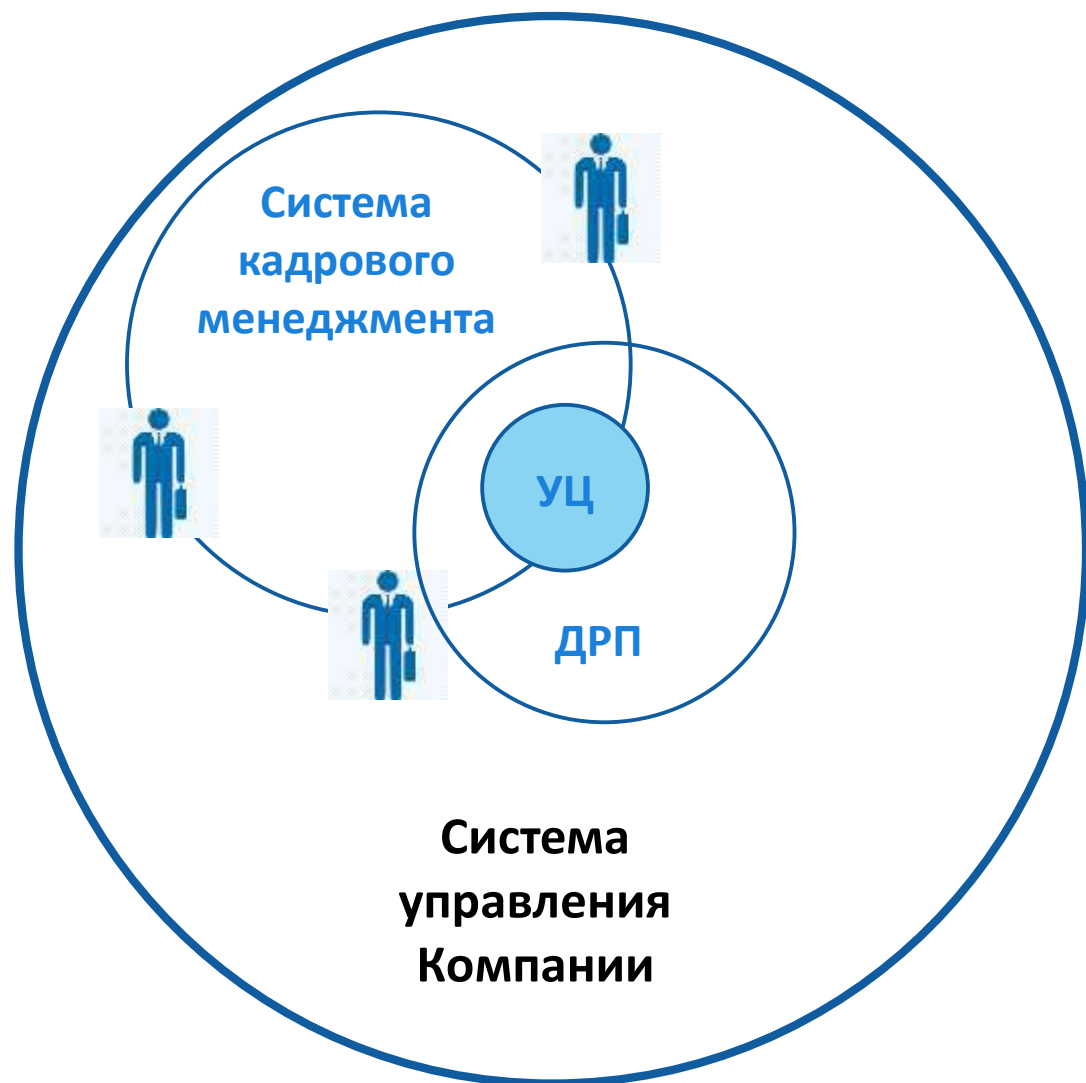 Система
кадрового
менеджмента
УЦ
ДРП
Система
управления
Компании